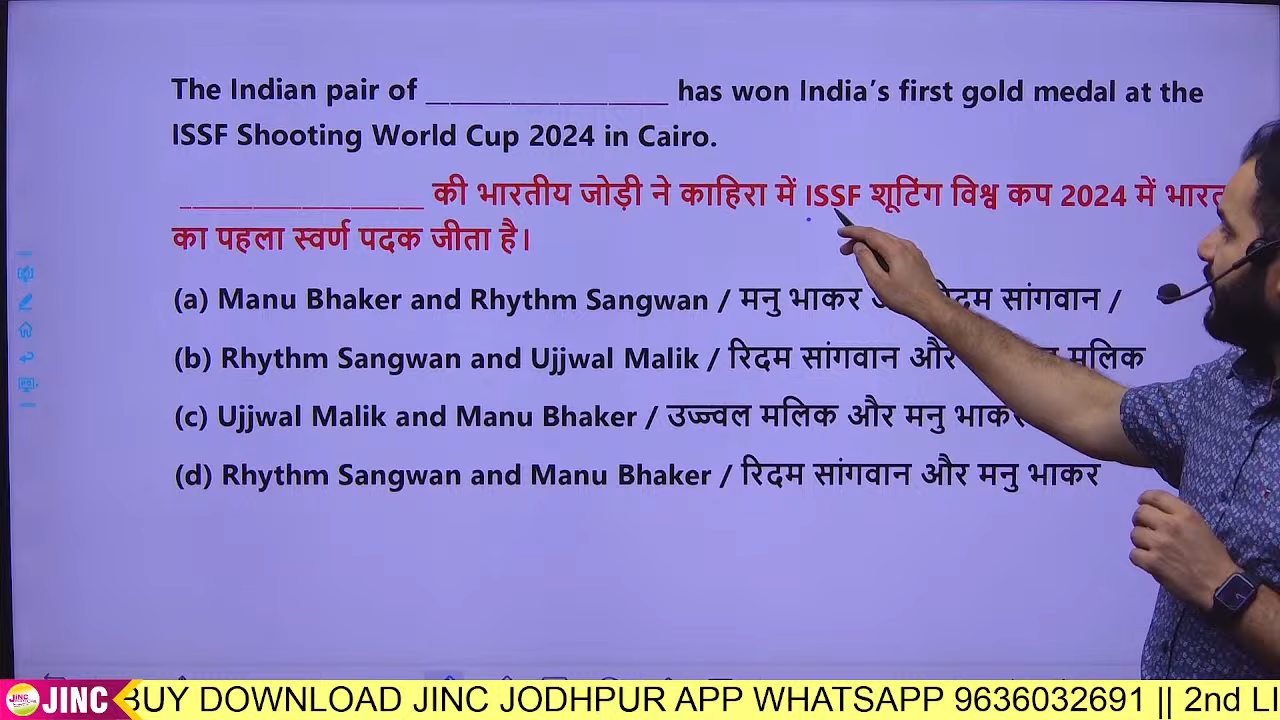 The Indian pair of ________________ has won India's first gold medal at the
ISSF Shooting World Cup 2024 in Cairo.
________________ की भारतीय जोड़ी ने काहिरा में ISSF शूटिंग विश्व कप 2024 में भारत
का पहला स्वर्ण पदक जीता है।
(a) Manu Bhaker and Rhythm Sangwan / मनु भाकर सांगवान /
(b) Rhythm Sangwan and Ujjwal Malik / रिदम सांगवान और मलिक
(c) Ujjwal Malik and Manu Bhaker / उज्ज्वल मलिक और मनु भाकर
(d) Rhythm Sangwan and Manu Bhaker / रिदम सांगवान और मनु भाकर
JINC BUY DOWNLOAD JINC JODHPUR APP WHATSAPP 9636032691 || 2nd LI